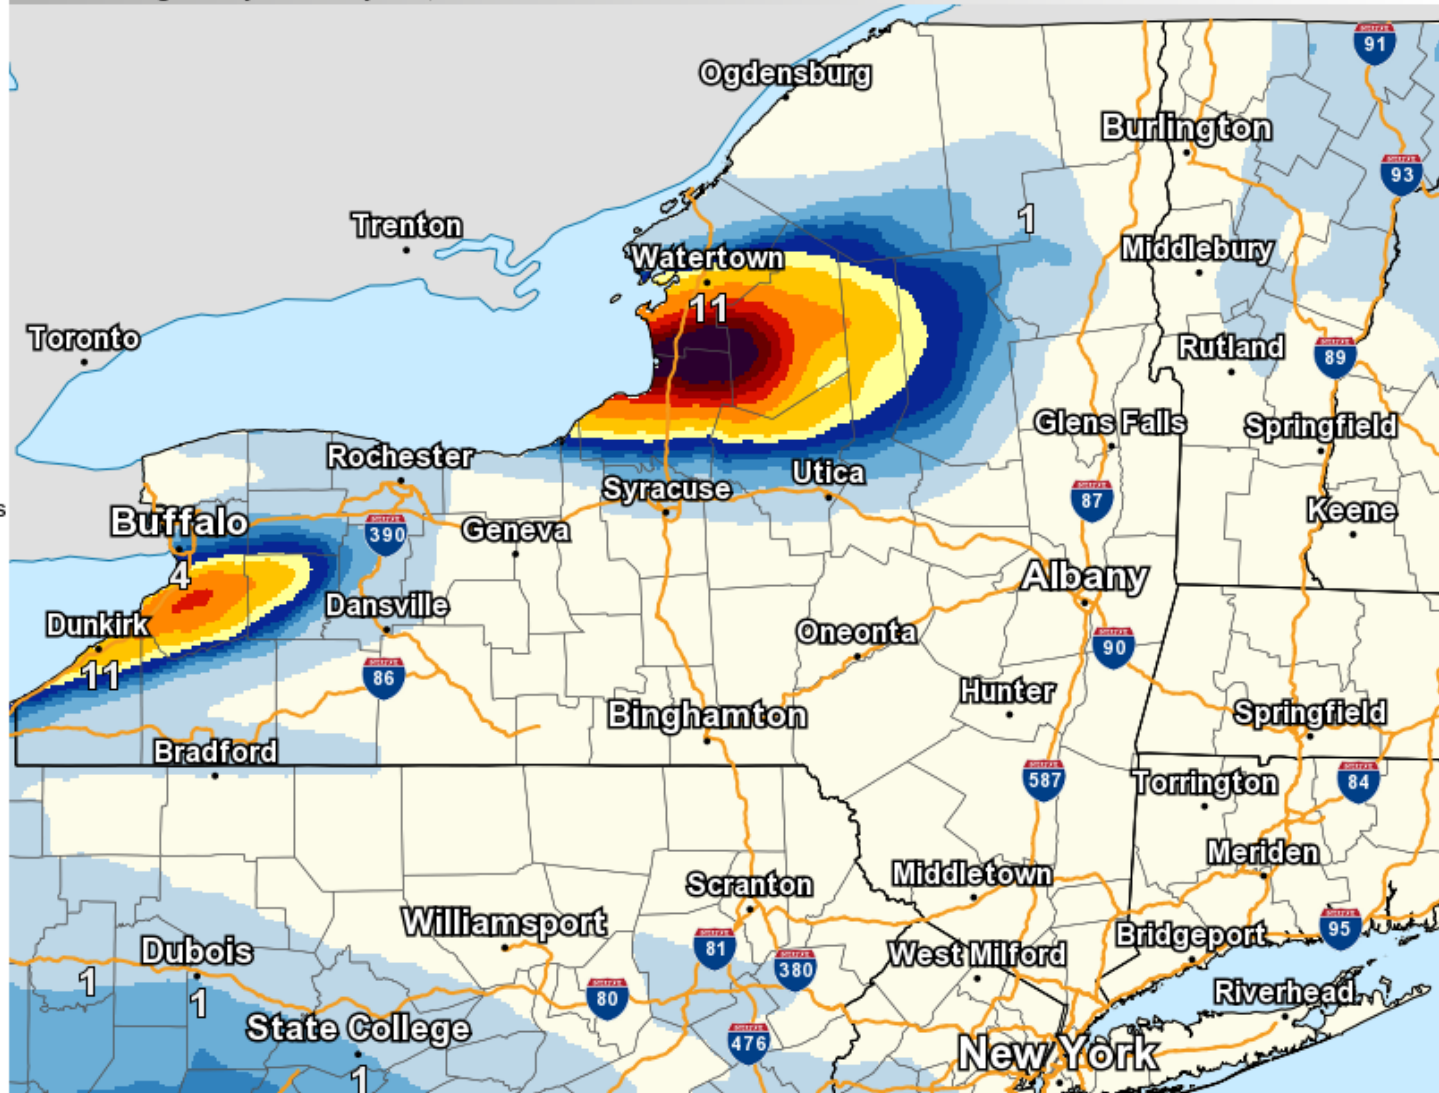 91
Ogdensburg
Burlington
93
Trenton
1
Watertown
Middlebury
11
Toronto
Rutland
89
Glens Falls
Springfield
Rochester
Utica
Syracuse
87
Keene
s
Buffalo
390
Geneva
4
Albany
Dansville
Dunkirk
Oneonta
90
11
86
Hunter
Binghamton
Springfield
Bradford
587
Torrington
84
Meriden
Scranton
Middletown
Williamsport
95
Dubois
81
West Milford
Bridgeport
380
1
80
1
Riverhead
State College
476
New York
1